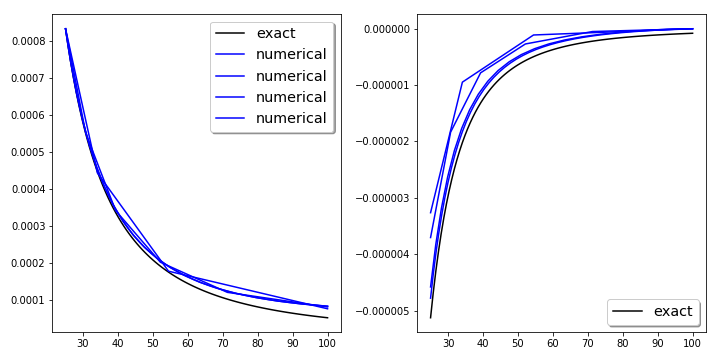 0.0008
0.0007
0.0006
0.0005
0.0004
0.0003
0.0002
0.0001
30 40 50 60 70 80 90 100
exact
numerical
numerical
numerical
numerical
0.000000
−0.000001
−0.000002
−0.000003
−0.000004
−0.000005
30 40 50 60 70 80 90 100
exact